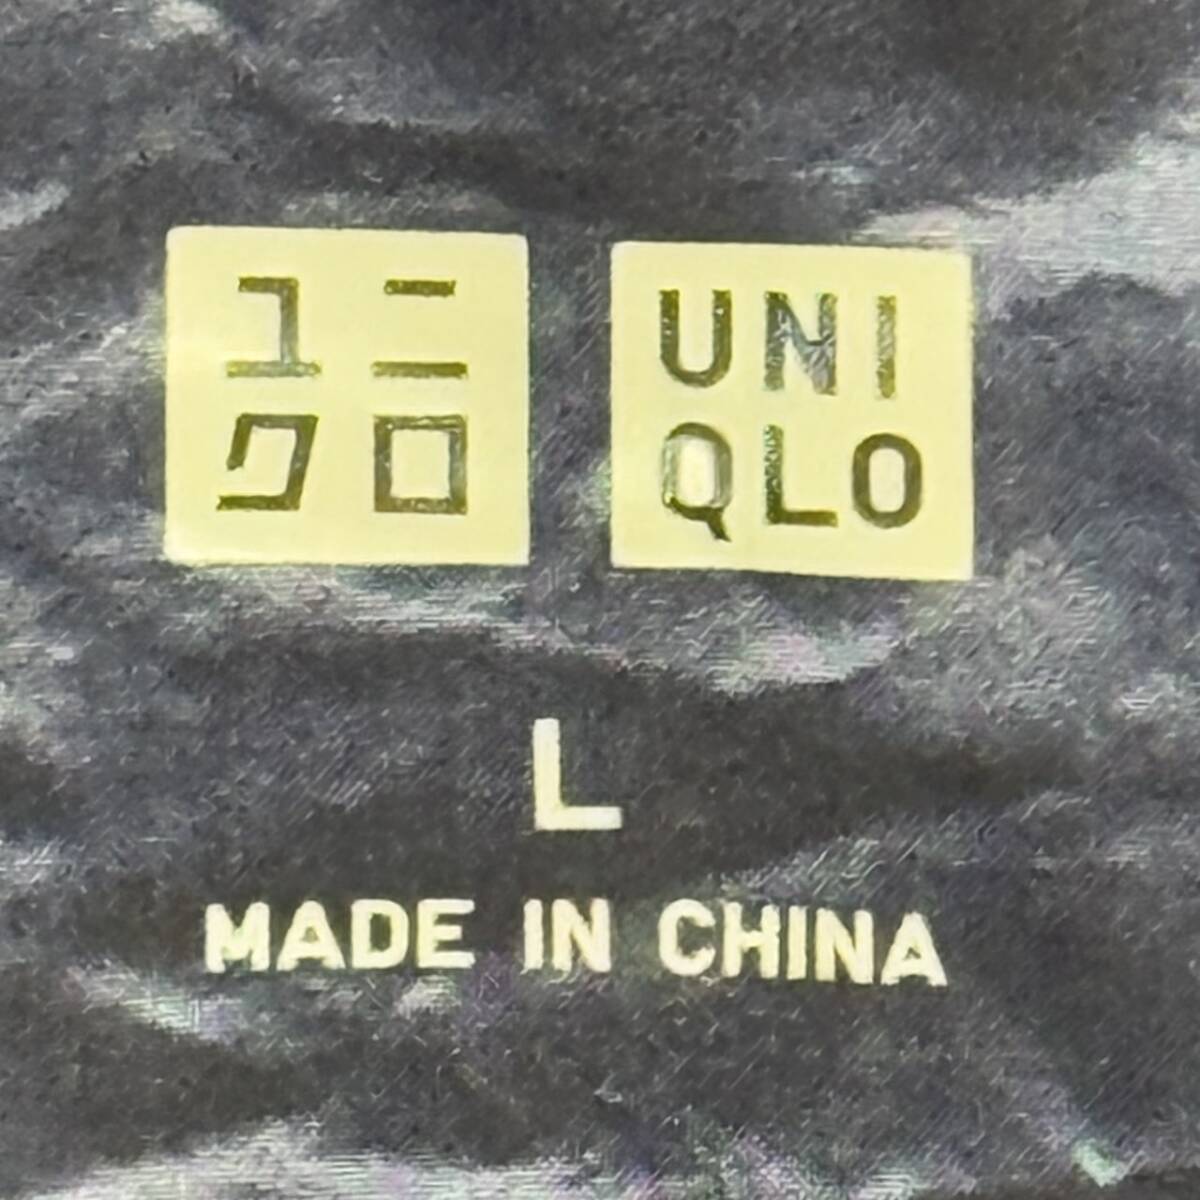 ユニ
クロ
UNI
QLO
L
MADE IN CHINA